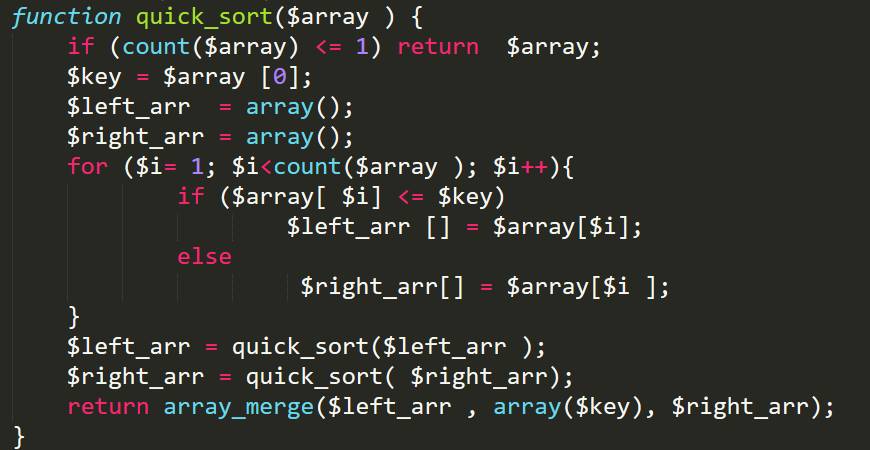 function quick_sort($array ) {
    if (count($array) <= 1) return  $array;
    $key = $array [0];
    $left_arr  = array();
    $right_arr = array();
    for ($i= 1; $i<count($array ); $i++){
            if ($array[ $i] <= $key)
                    $left_arr [] = $array[$i];
            else
                     $right_arr[] = $array[$i ];
    }
    $left_arr = quick_sort($left_arr );
    $right_arr = quick_sort( $right_arr);
    return array_merge($left_arr , array($key), $right_arr);
}